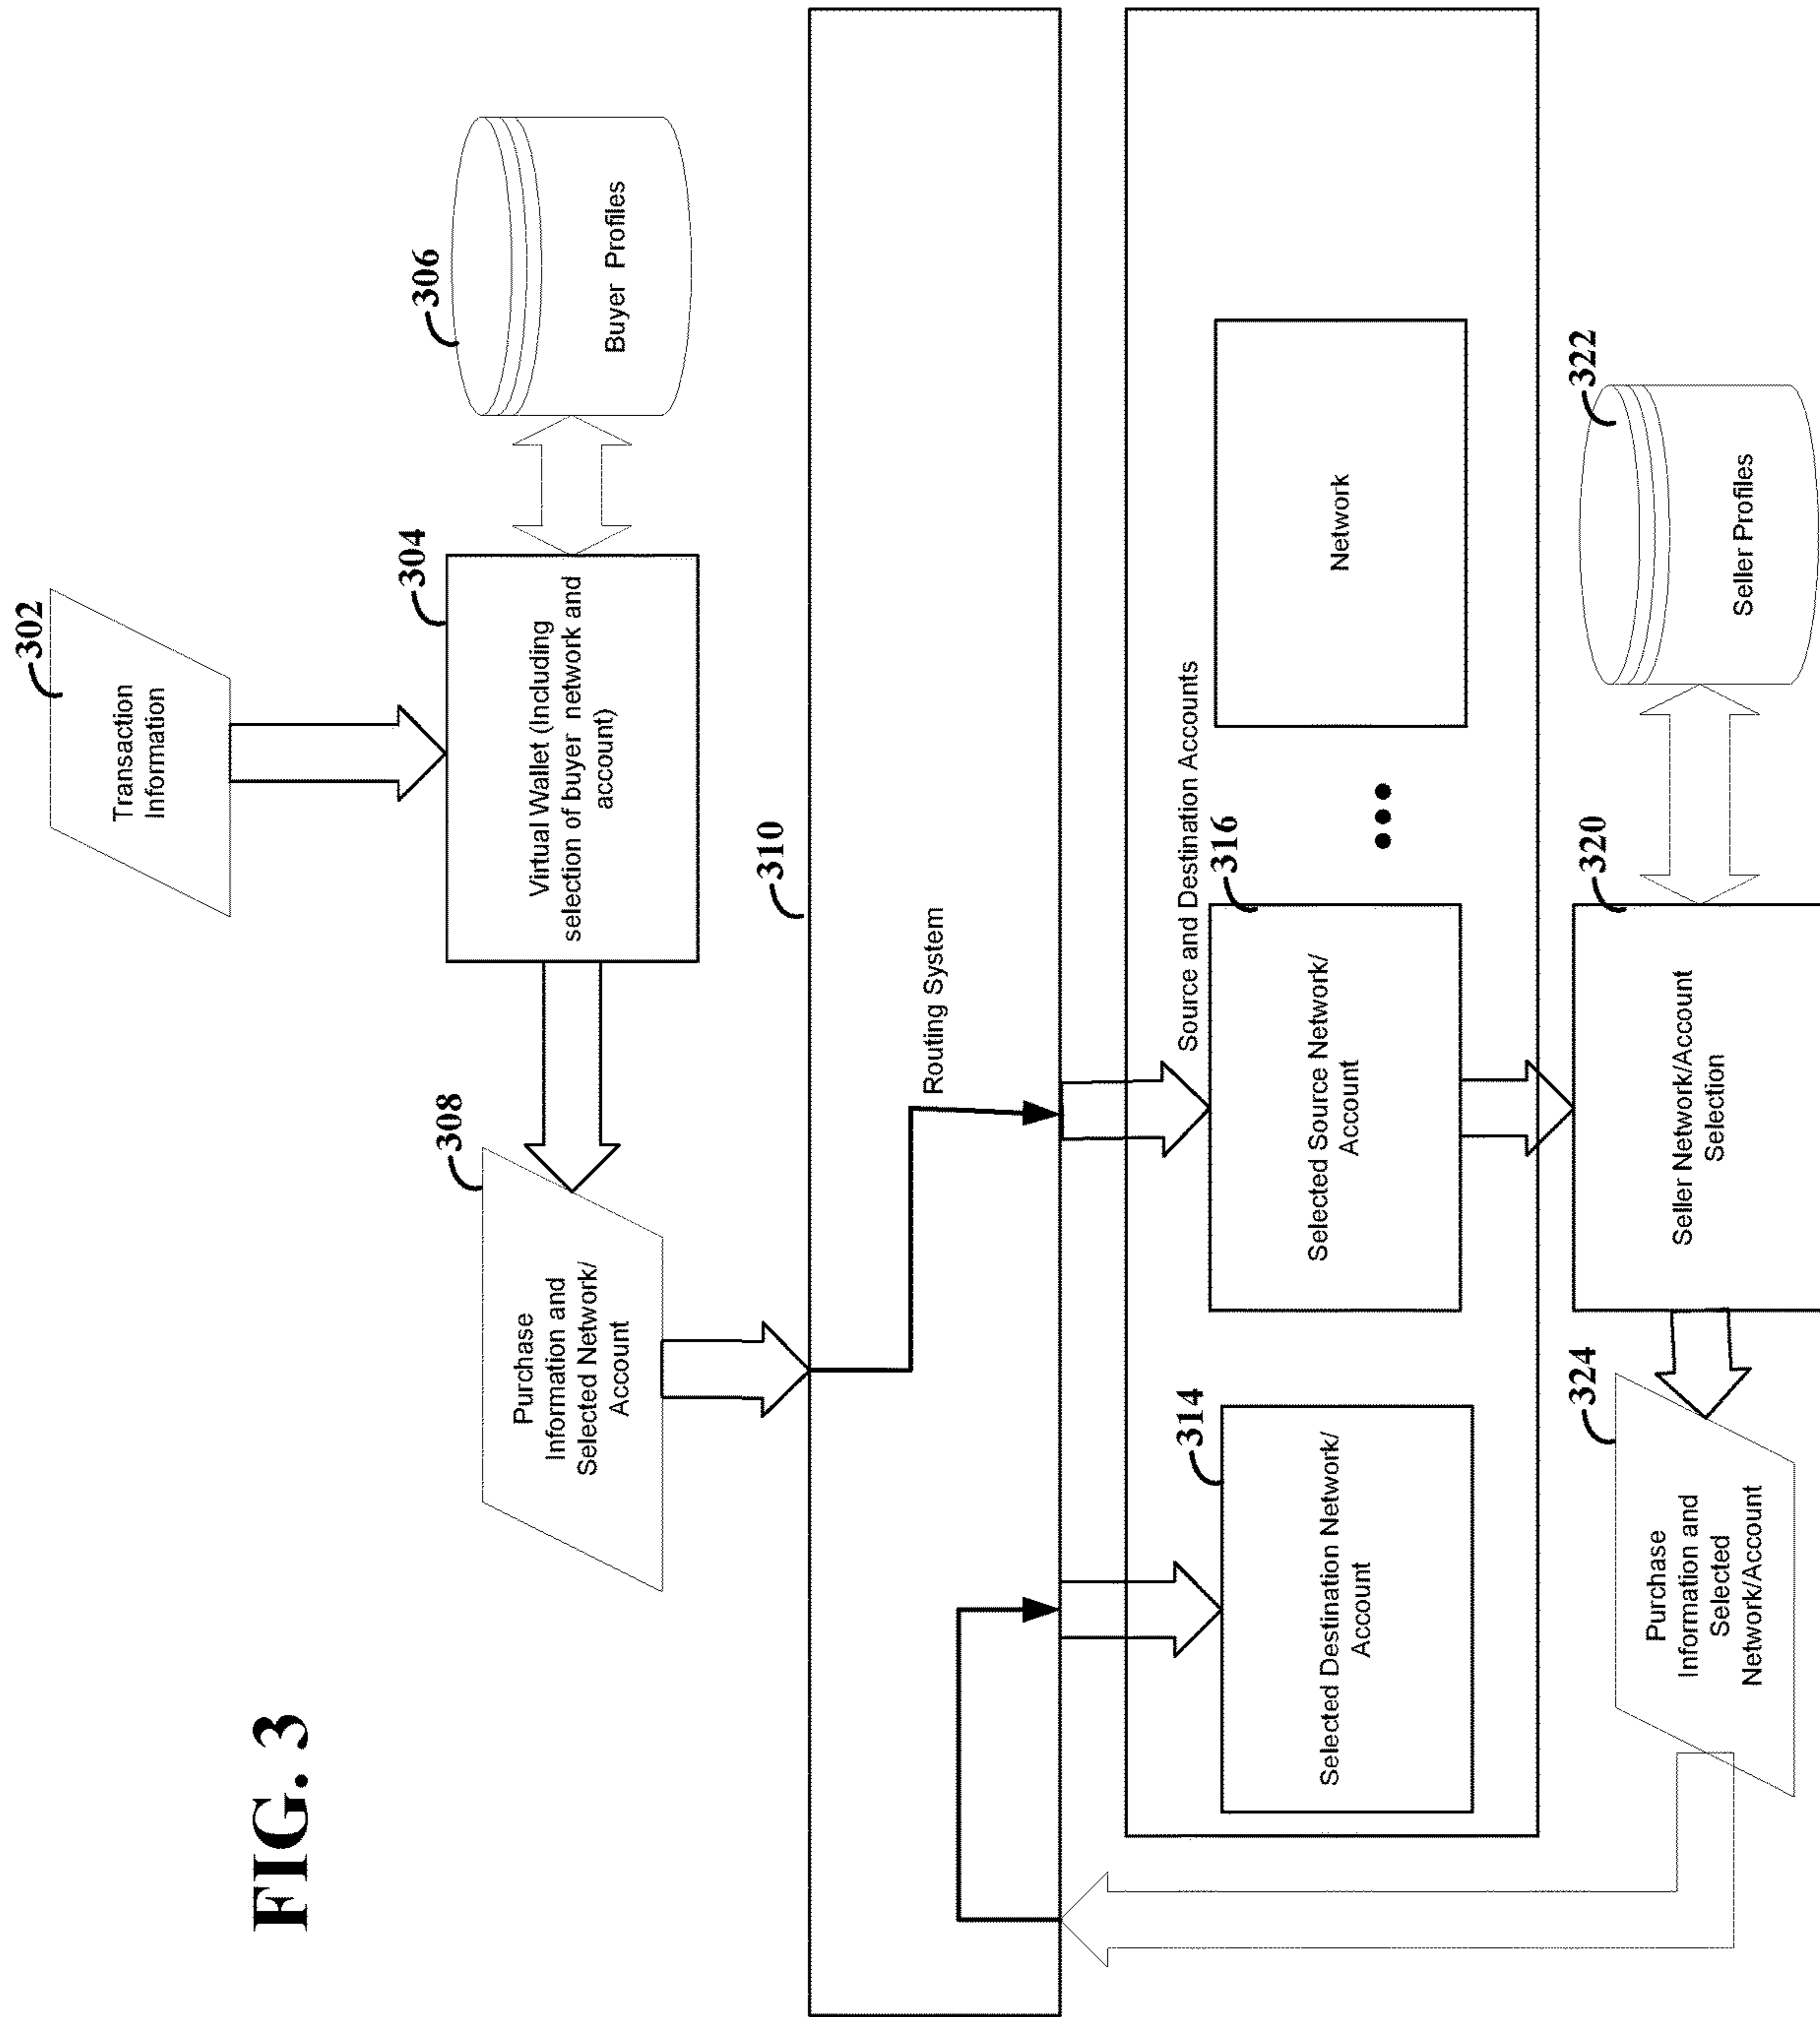 FIG. 3
302
Transaction
Information
304
Virtual Wallet (Including
selection of buyer network and
account)
306
Buyer Profiles
308
Purchase
Information and
Selected Network/
Account
310
Routing System
Source and Destination Accounts
314
Selected Destination Network/
Account
316
Selected Source Network/
Account
•••
Network
320
Seller Network/Account
Selection
322
Seller Profiles
324
Purchase
Information and
Selected
Network/Account